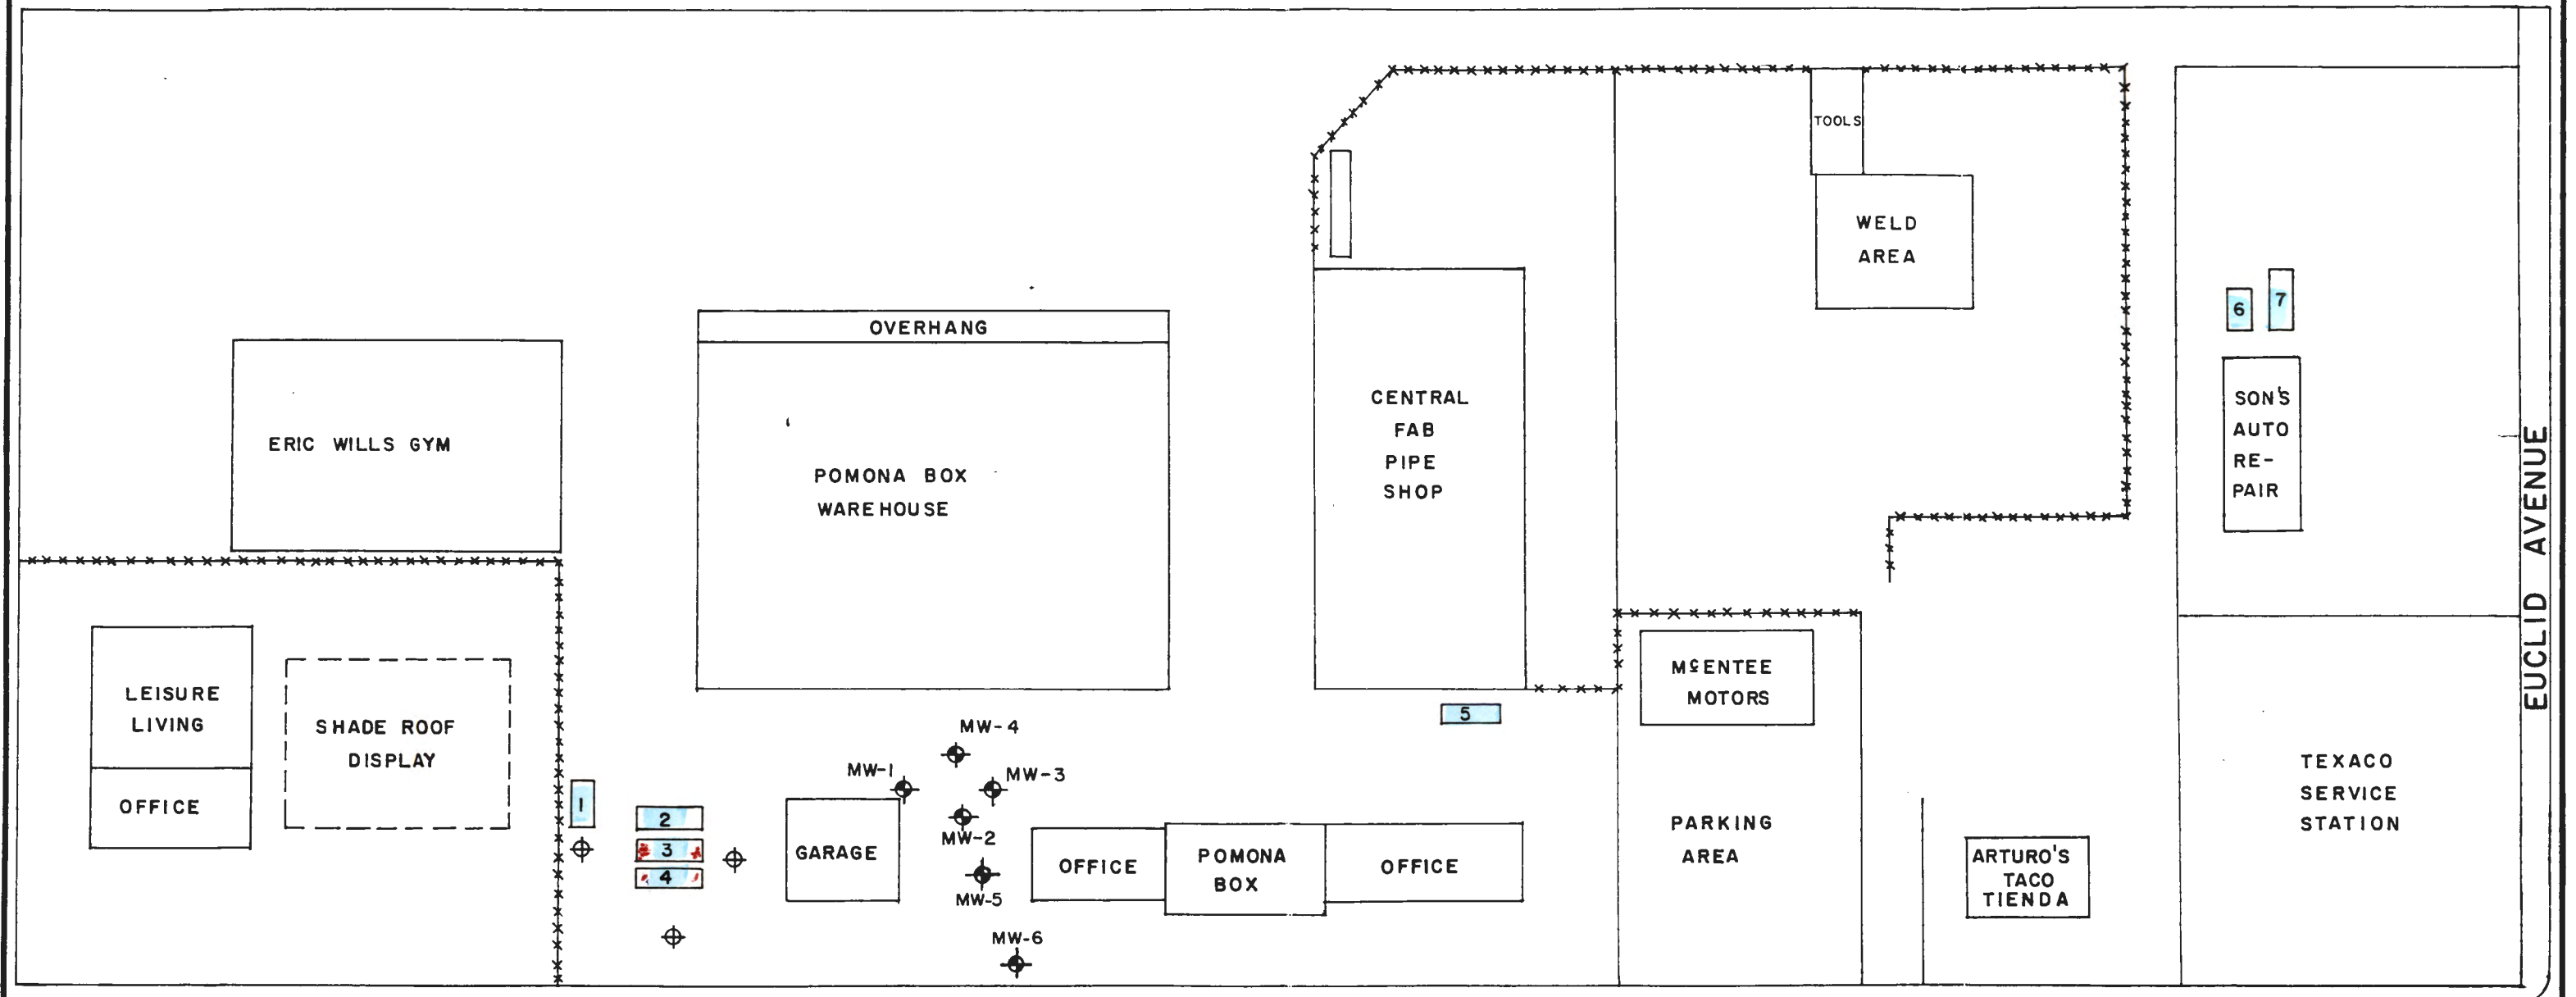 TOOLS
WELD
AREA
6
7
OVERHANG
ERIC WILLS GYM
POMONA BOX
WAREHOUSE
CENTRAL
FAB
PIPE
SHOP
SON'S
AUTO
RE-
PAIR
EUCLID AVENUE
LEISURE
LIVING
OFFICE
SHADE ROOF
DISPLAY
1
2
3
4
GARAGE
MW-4
MW-1
MW-3
MW-2
MW-5
MW-6
5
OFFICE
POMONA
BOX
OFFICE
McENTEE
MOTORS
PARKING
AREA
ARTURO'S
TACO
TIENDA
TEXACO
SERVICE
STATION